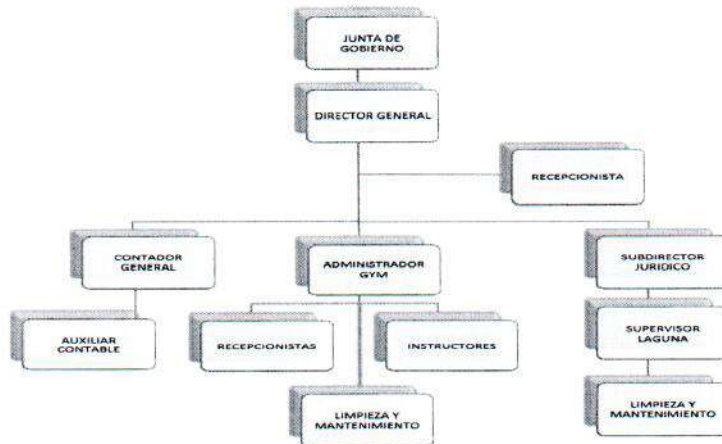 JUNTA DE
GOBIERNO
DIRECTOR GENERAL
RECEPCIONISTA
CONTADOR
GENERAL
ADMINISTRADOR
GYM
SUBDIRECTOR
JURIDICO
AUXILIAR
CONTABLE
RECEPCIONISTAS
INSTRUCTORES
SUPERVISOR
LAGUNA
LIMPIEZA Y
MANTENIMIENTO
LIMPIEZA Y
MANTENIMIENTO